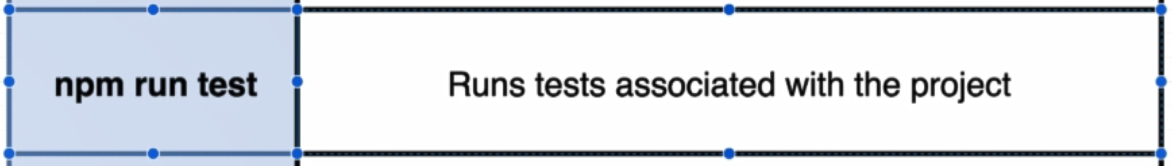 npm run test
Runs tests associated with the project